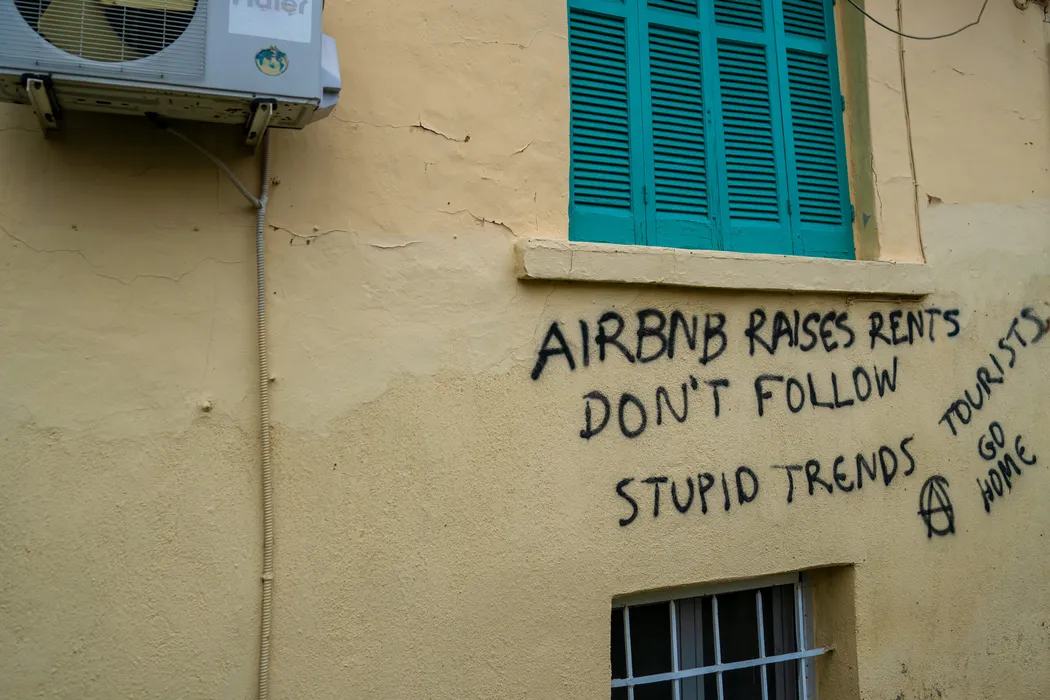 Haier
AIRBNB RAISES RENTS
DON'T FOLLOW
STUPID TRENDS
TOURISTS
GO
HOME